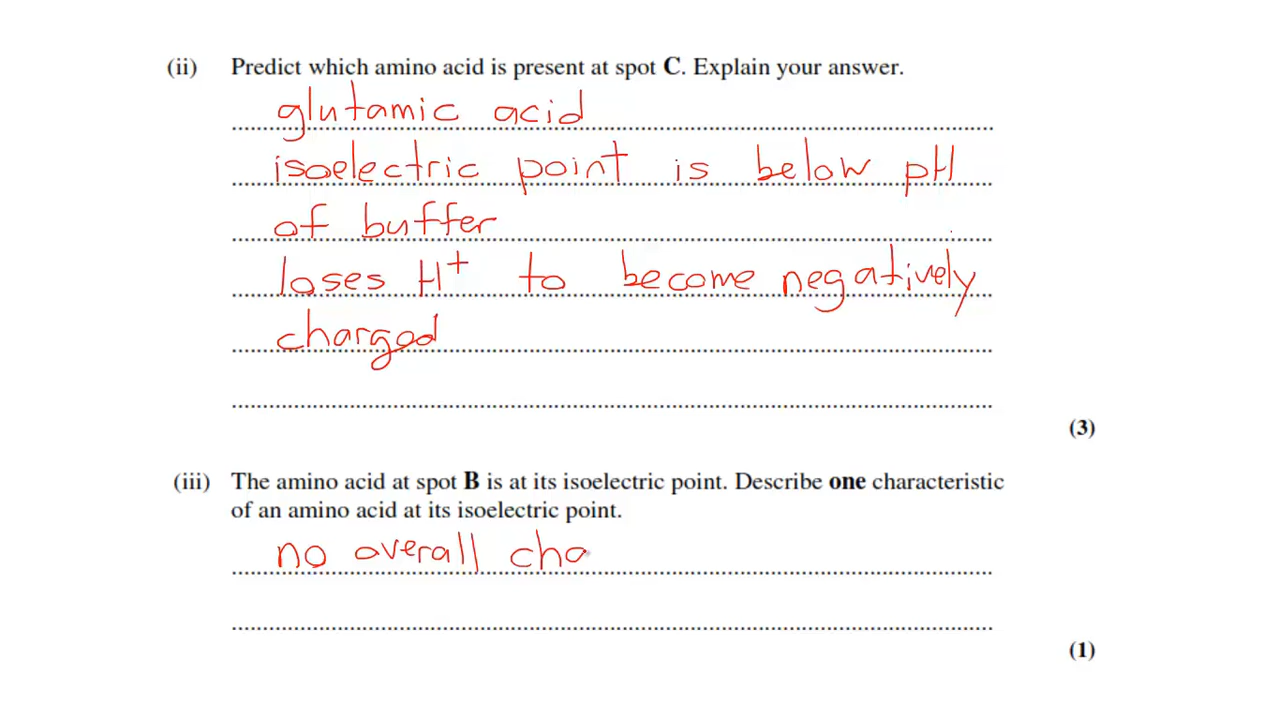 (ii) Predict which amino acid is present at spot C. Explain your answer.
glutamic acid
isoelectric point is below pH
of buffer
loses H+ to become negatively
charged
(3)
(iii) The amino acid at spot B is at its isoelectric point. Describe one characteristic
of an amino acid at its isoelectric point.
no overall cha
(1)